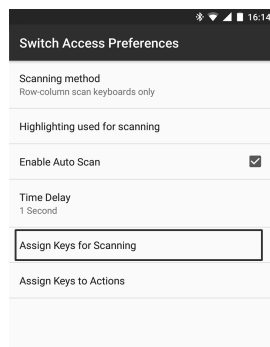 16:14
Switch Access Preferences
Scanning method
Row-column scan keyboards only
Highlighting used for scanning
Enable Auto Scan
Time Delay
1 Second
Assign Keys for Scanning
Assign Keys to Actions